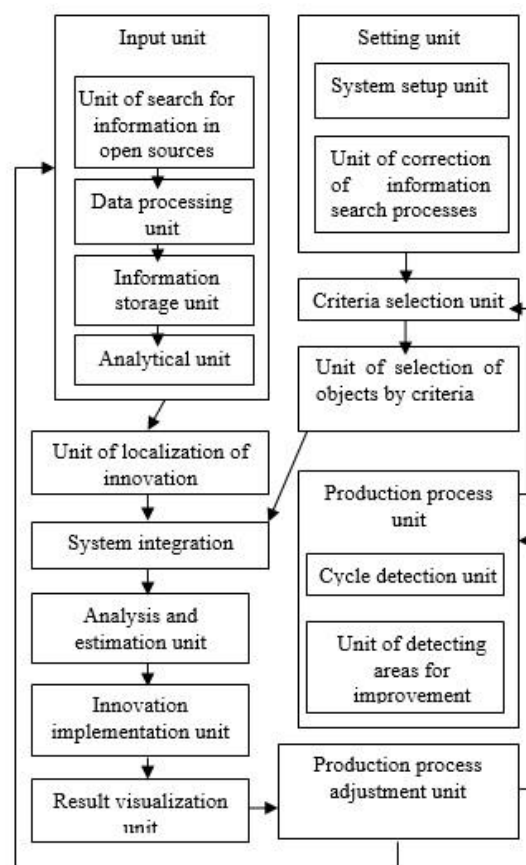 Input unit
Unit of search for
information in
open sources
Data processing
unit
Information
storage unit
Analytical unit
Unit of localization of
innovation
System integration
Analysis and
estimation unit
Innovation
implementation unit
Result visualization
unit
Setting unit
System setup unit
Unit of correction
of information
search processes
Criteria selection unit
Unit of selection of
objects by criteria
Production process
unit
Cycle detection unit
Unit of detecting
areas for
improvement
Production process
adjustment unit